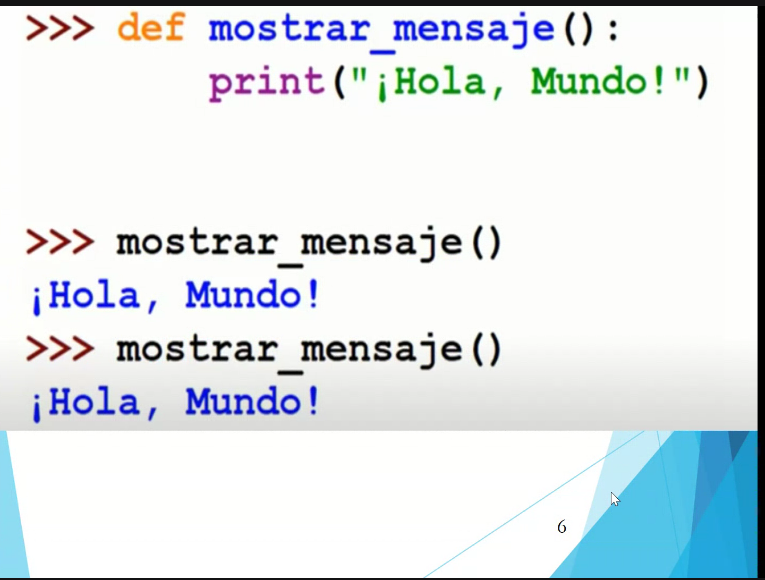 >>> def mostrar_mensaje():
        print("¡Hola, Mundo!")
>>> mostrar_mensaje()
¡Hola, Mundo!
>>> mostrar_mensaje()
¡Hola, Mundo!
6